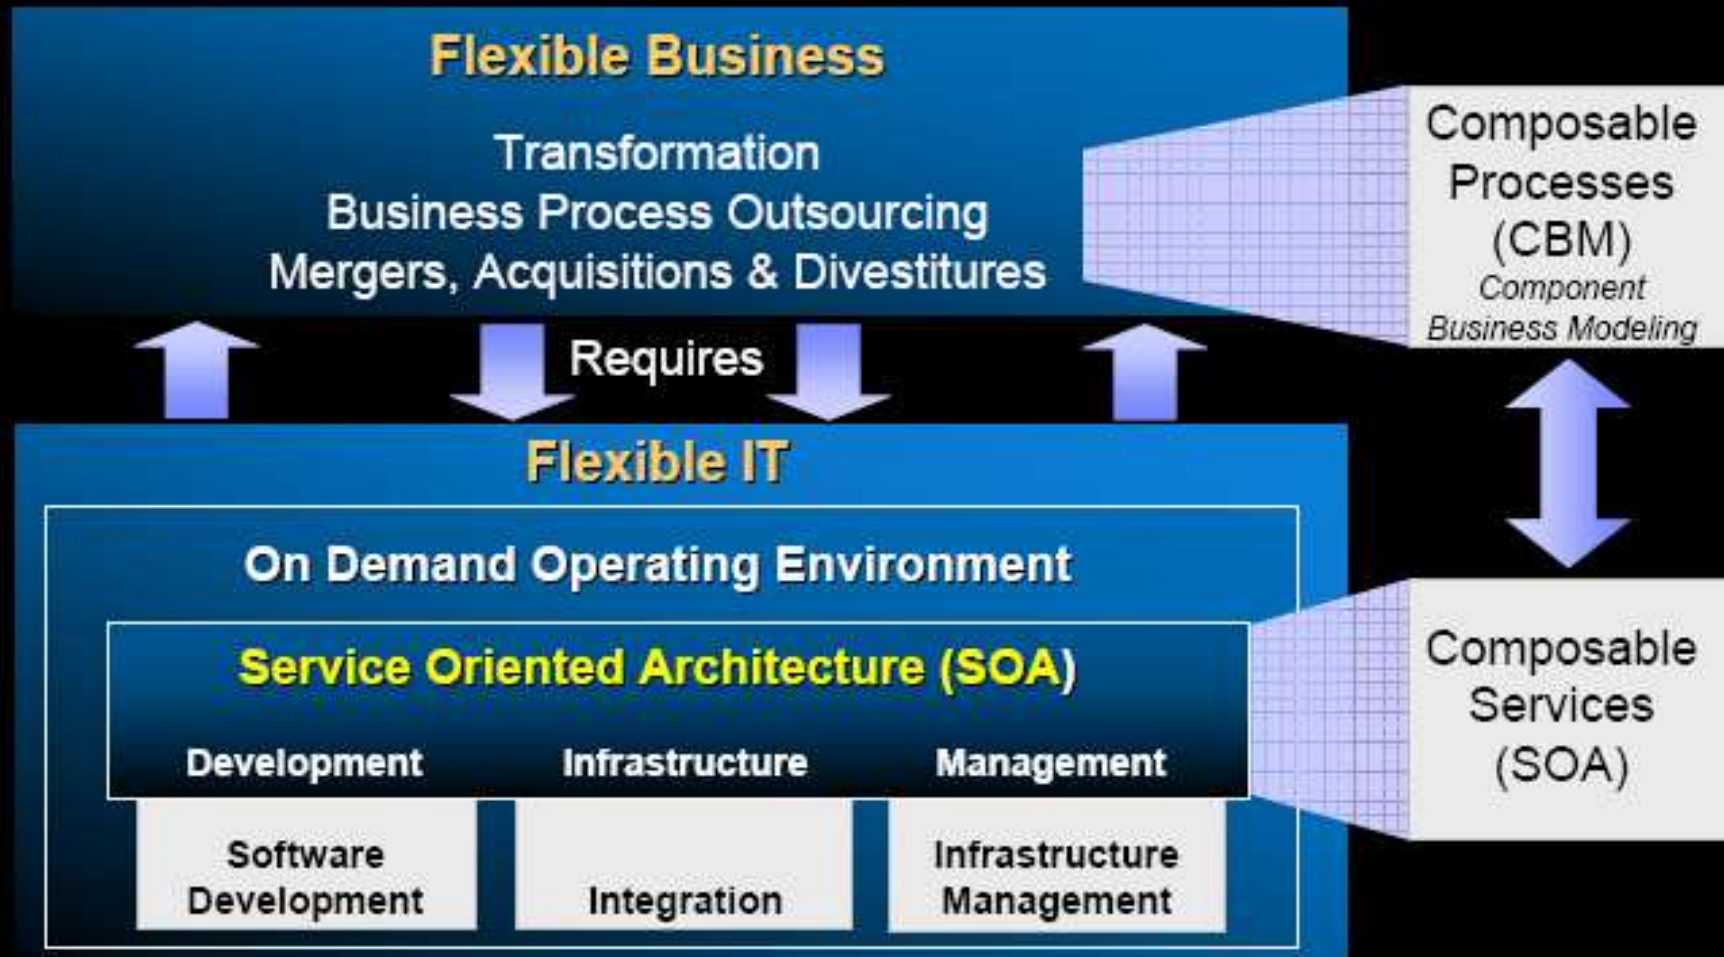 Flexible Business
Transformation
Business Process Outsourcing
Mergers, Acquisitions & Divestitures
Composable
Processes
(CBM)
Component
Business Modeling
Requires
Flexible IT
On Demand Operating Environment
Service Oriented Architecture (SOA)
Development
Infrastructure
Management
Software
Development
Integration
Infrastructure
Management
Composable
Services
(SOA)